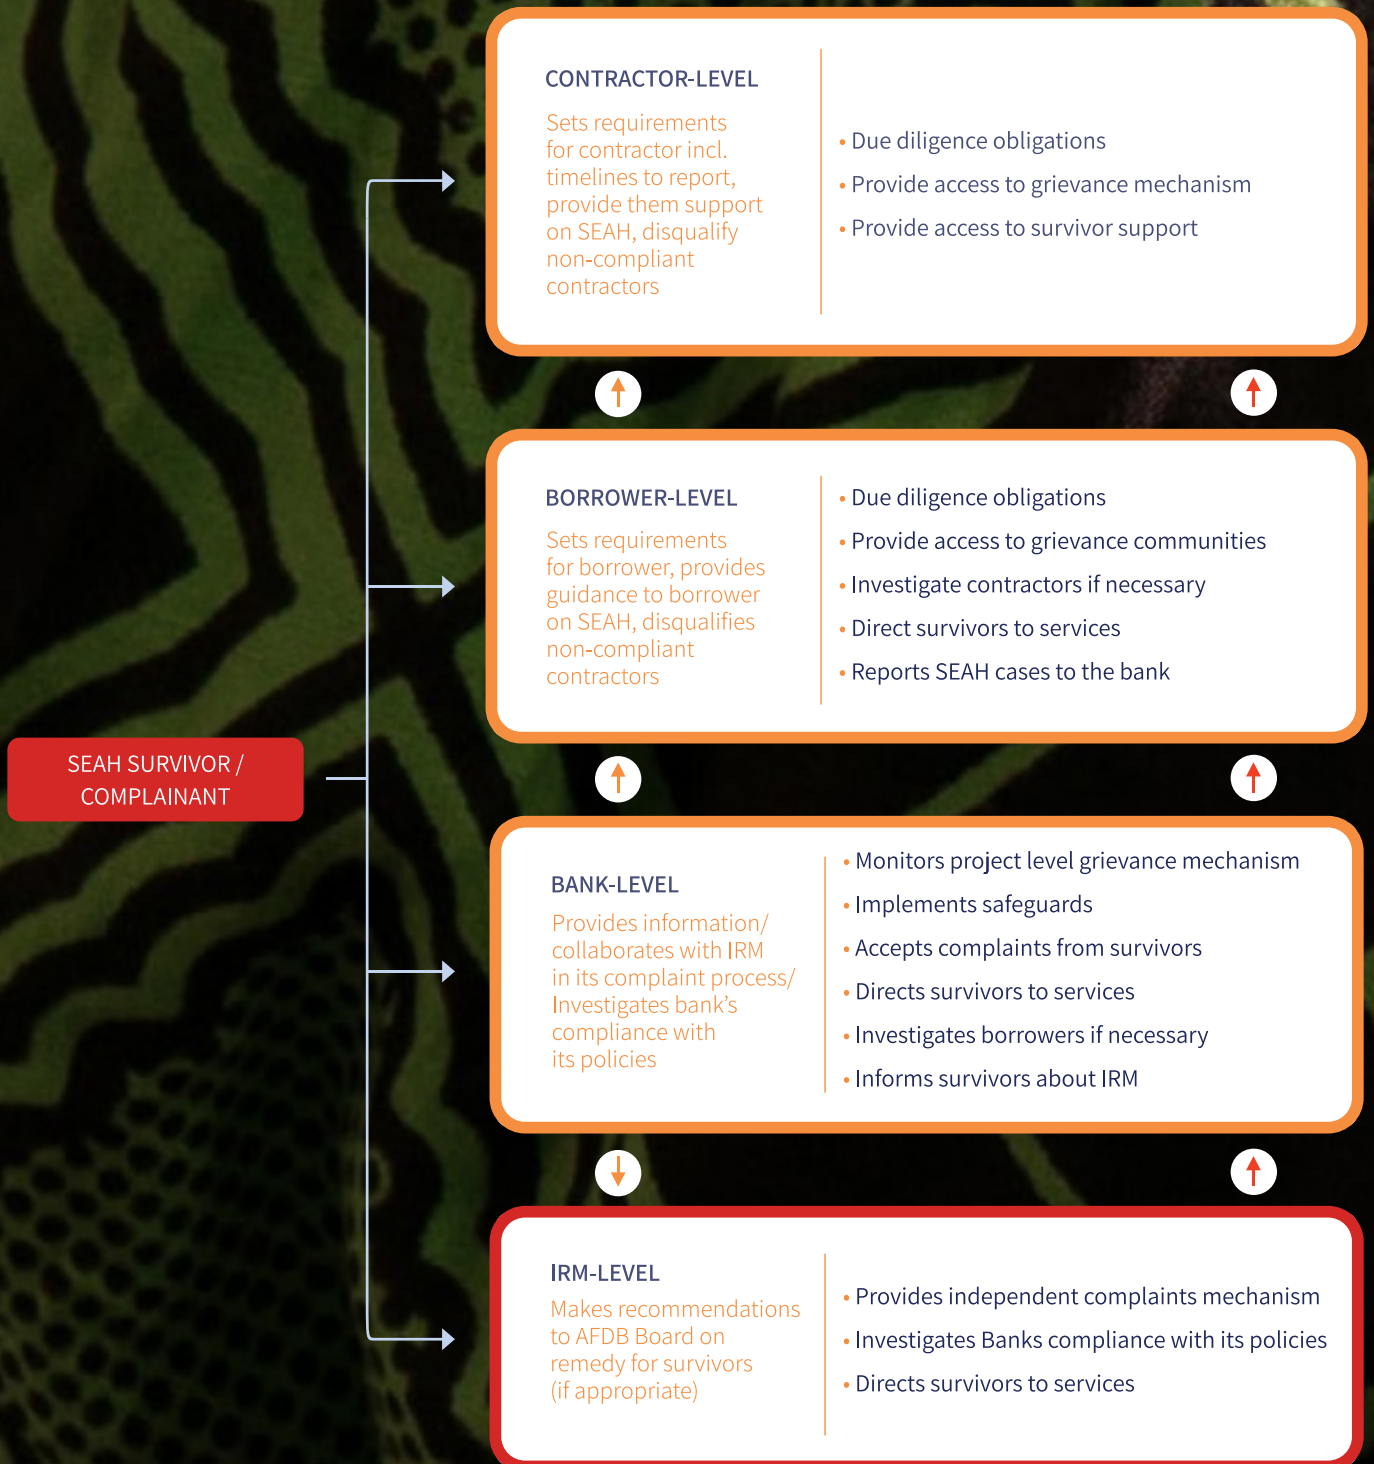 CONTRACTOR-LEVEL
Sets requirements
for contractor incl.
timelines to report,
provide them support
on SEAH, disqualify
non-compliant
contractors
• Due diligence obligations
• Provide access to grievance mechanism
• Provide access to survivor support
BORROWER-LEVEL
Sets requirements
for borrower, provides
guidance to borrower
on SEAH, disqualifies
non-compliant
contractors
• Due diligence obligations
• Provide access to grievance communities
• Investigate contractors if necessary
• Direct survivors to services
• Reports SEAH cases to the bank
SEAH SURVIVOR /
COMPLAINANT
BANK-LEVEL
Provides information/
collaborates with IRM
in its complaint process/
Investigates bank's
compliance with
its policies
• Monitors project level grievance mechanism
• Implements safeguards
• Accepts complaints from survivors
• Directs survivors to services
• Investigates borrowers if necessary
• Informs survivors about IRM
IRM-LEVEL
Makes recommendations
to AFDB Board on
remedy for survivors
(if appropriate)
• Provides independent complaints mechanism
• Investigates Banks compliance with its policies
• Directs survivors to services